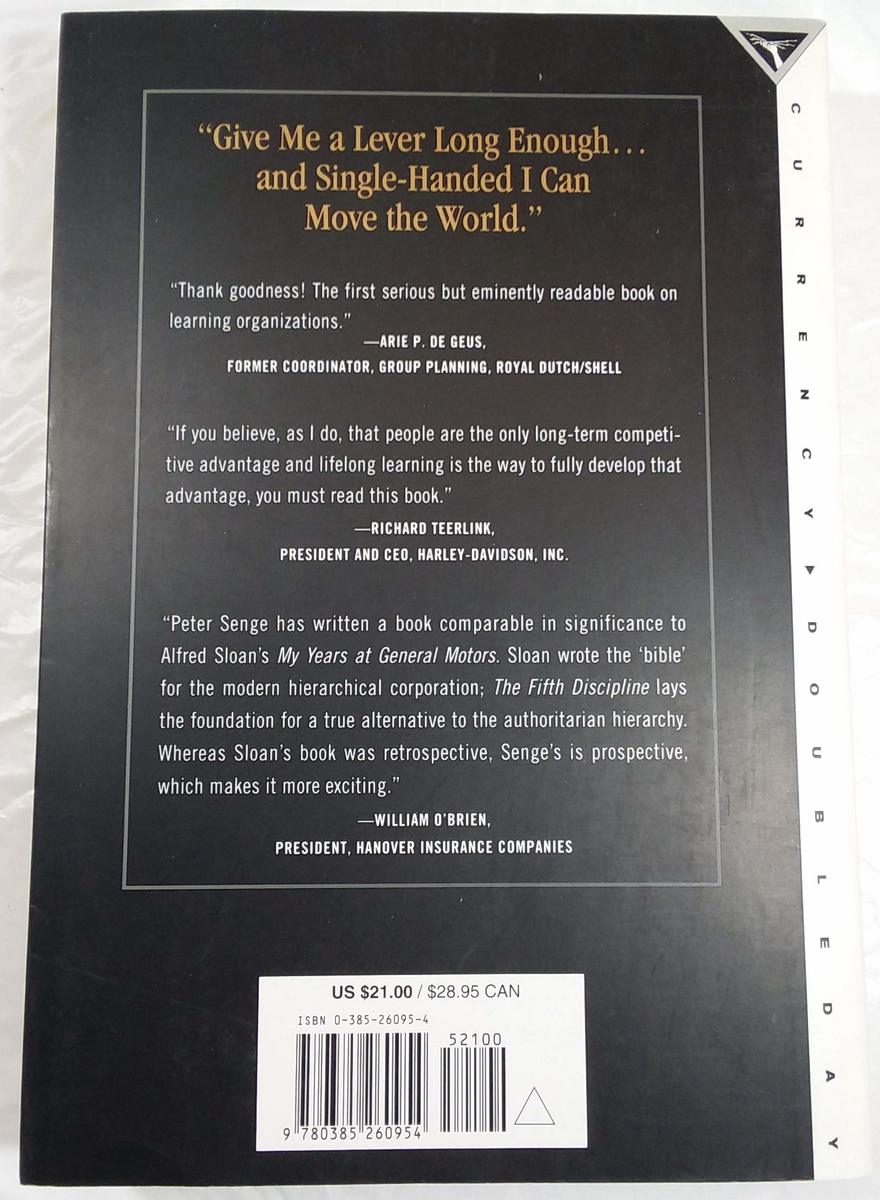 “Give Me a Lever Long Enough...
and Single-Handed I Can
Move the World.”
“Thank goodness! The first serious but eminently readable book on
learning organizations.”
—ARIE P. DE GEUS,
FORMER COORDINATOR, GROUP PLANNING, ROYAL DUTCH/SHELL
“If you believe, as I do, that people are the only long-term competi-
tive advantage and lifelong learning is the way to fully develop that
advantage, you must read this book.”
—RICHARD TEERLINK,
PRESIDENT AND CEO, HARLEY-DAVIDSON, INC.
“Peter Senge has written a book comparable in significance to
Alfred Sloan’s My Years at General Motors. Sloan wrote the ‘bible’
for the modern hierarchical corporation; The Fifth Discipline lays
the foundation for a true alternative to the authoritarian hierarchy.
Whereas Sloan’s book was retrospective, Senge’s is prospective,
which makes it more exciting.”
—WILLIAM O’BRIEN,
PRESIDENT, HANOVER INSURANCE COMPANIES
US $21.00 / $28.95 CAN
ISBN 0-385-26095-4
52100
9 780385 260954
CURRENCY ▶ DOUBLEDAY